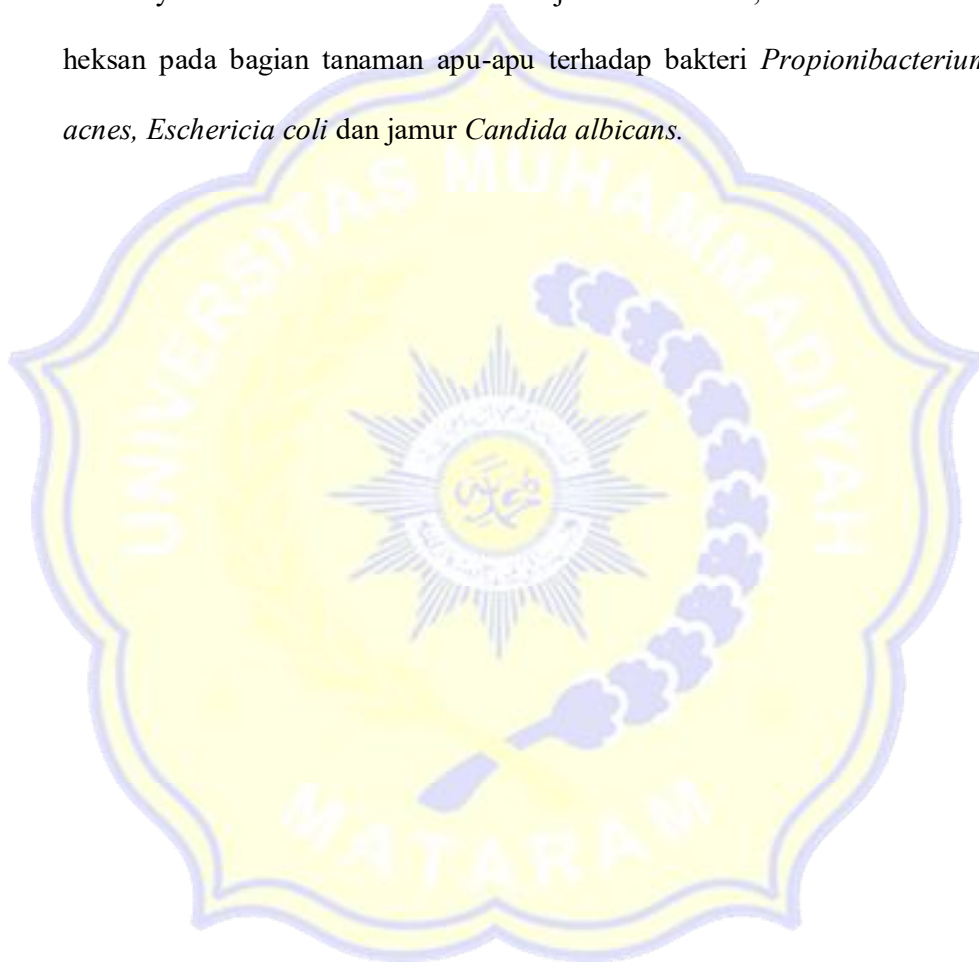 heksan pada bagian tanaman apu-apu terhadap bakteri Propionibacterium
acnes, Eschericia coli dan jamur Candida albicans.
UNIVERSITAS MUHAMMADIYAH
MATARAM